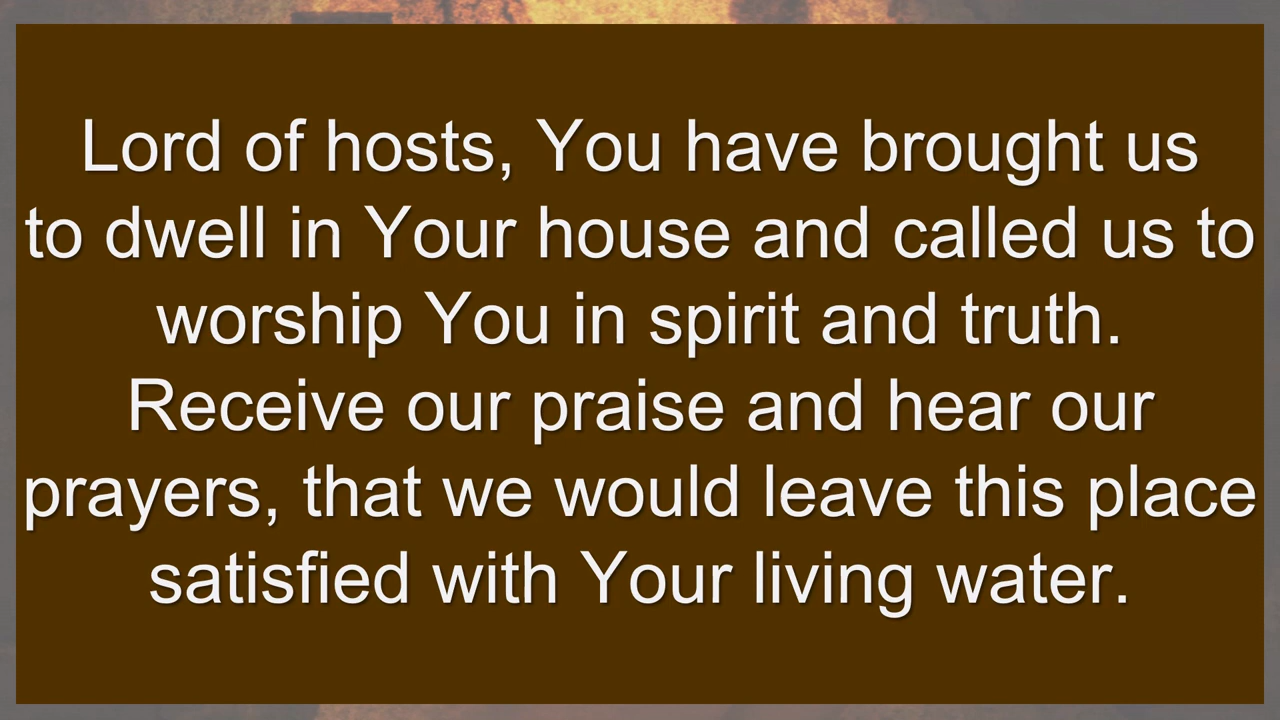 Lord of hosts, You have brought us
to dwell in Your house and called us to
worship You in spirit and truth.
Receive our praise and hear our
prayers, that we would leave this place
satisfied with Your living water.